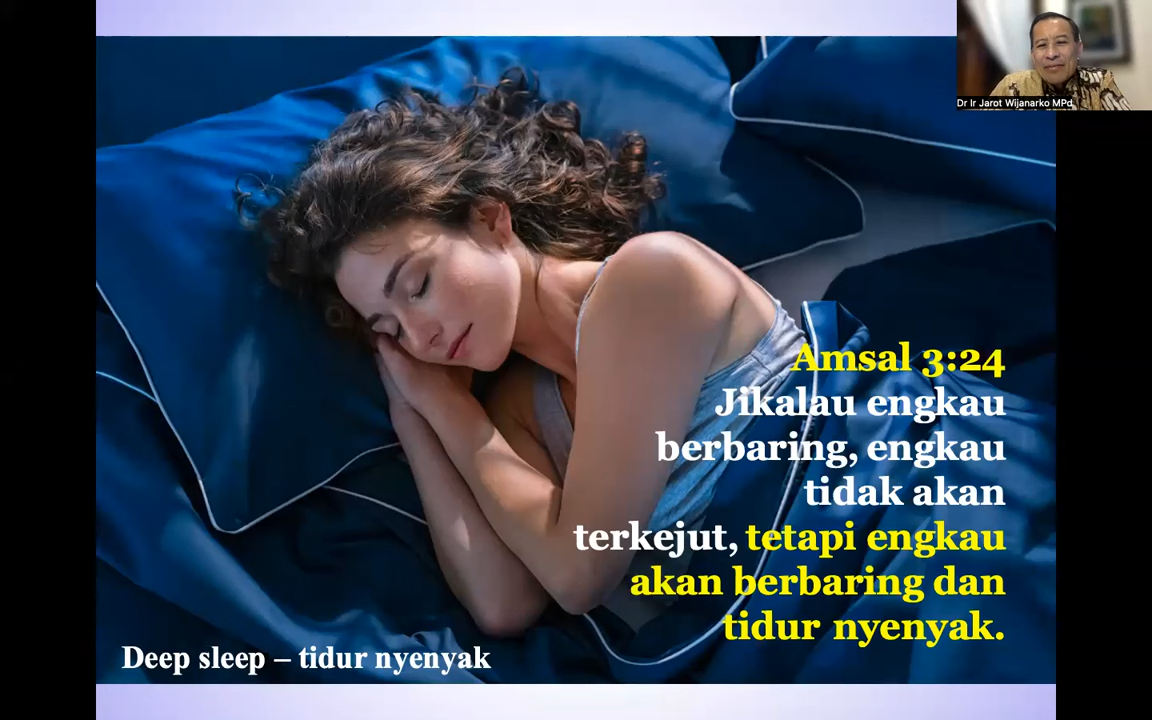 Dr Ir Jarot Wijanarko MPd
Amsal 3:24
Jikalau engkau
berbaring, engkau
tidak akan
terkejut, tetapi engkau
akan berbaring dan
tidur nyenyak.
Deep sleep – tidur nyenyak